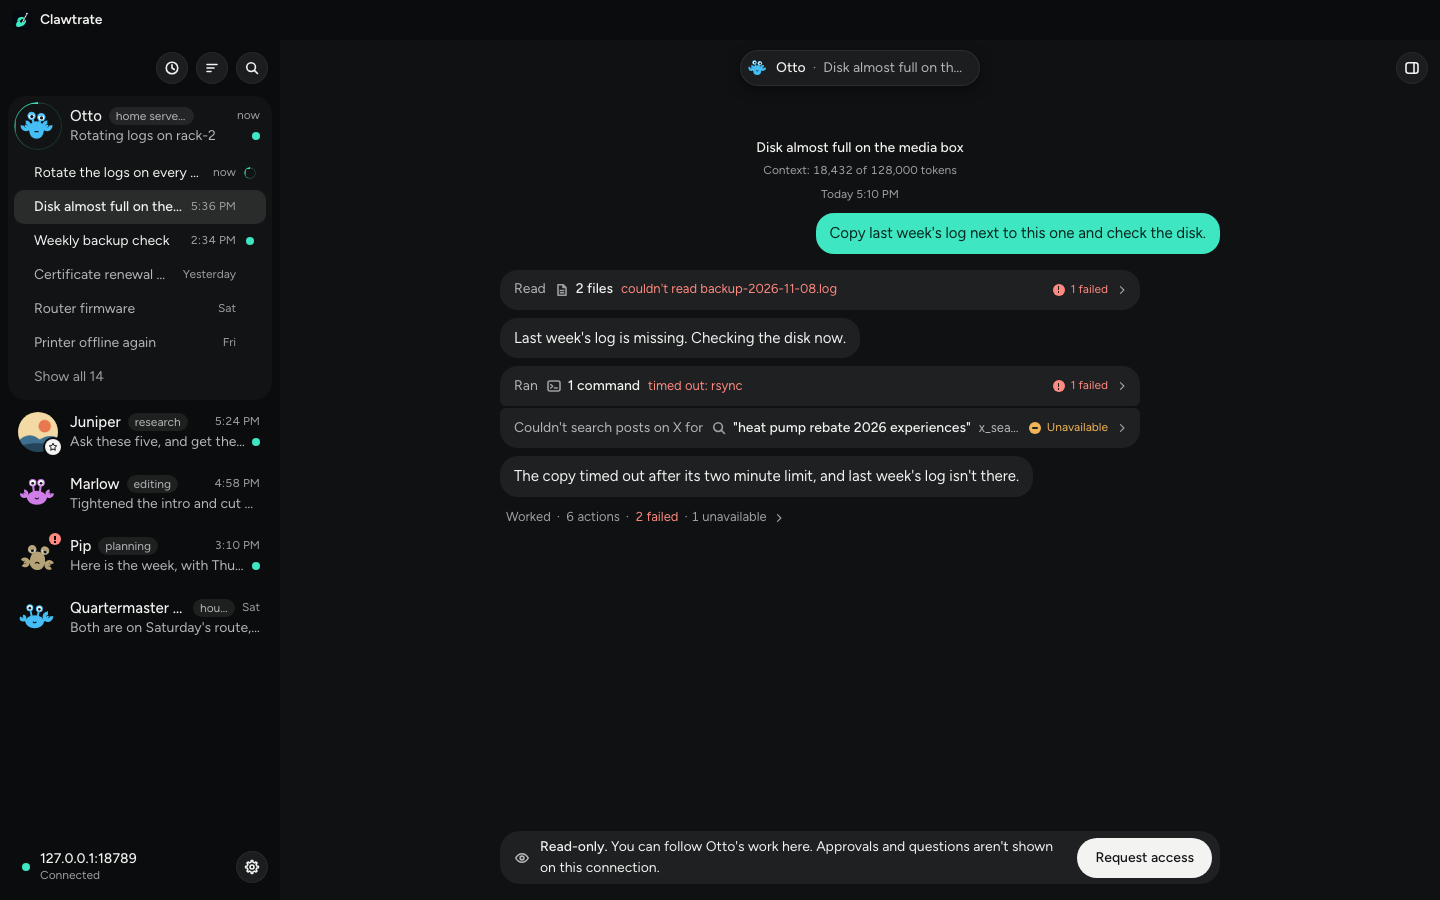 Clawtrate
Otto · Disk almost full on th...
Otto home serve... now
Rotating logs on rack-2
Rotate the logs on every ... now
Disk almost full on the... 5:36 PM
Weekly backup check 2:34 PM
Certificate renewal ... Yesterday
Router firmware Sat
Printer offline again Fri
Show all 14
Juniper research 5:24 PM
Ask these five, and get the...
Marlow editing 4:58 PM
Tightened the intro and cut ...
Pip planning 3:10 PM
Here is the week, with Thu...
Quartermaster ... hou... Sat
Both are on Saturday's route,...
127.0.0.1:18789
Connected
Disk almost full on the media box
Context: 18,432 of 128,000 tokens
Today 5:10 PM
Copy last week's log next to this one and check the disk.
Read 2 files couldn't read backup-2026-11-08.log 1 failed
Last week's log is missing. Checking the disk now.
Ran 1 command timed out: rsync 1 failed
Couldn't search posts on X for "heat pump rebate 2026 experiences" x_sea... Unavailable
The copy timed out after its two minute limit, and last week's log isn't there.
Worked · 6 actions · 2 failed · 1 unavailable
Read-only. You can follow Otto's work here. Approvals and questions aren't shown
on this connection.
Request access